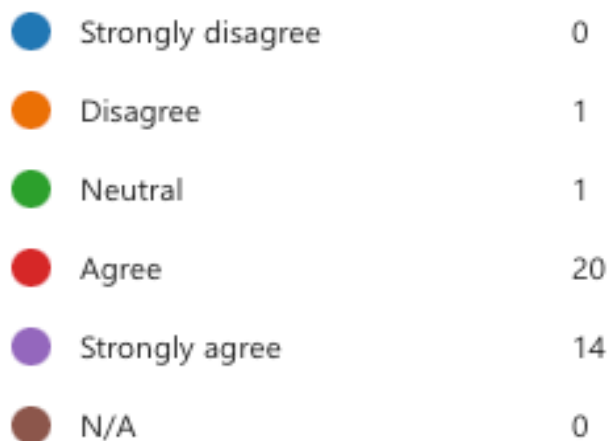 Strongly disagree 0
Disagree 1
Neutral 1
Agree 20
Strongly agree 14
N/A 0